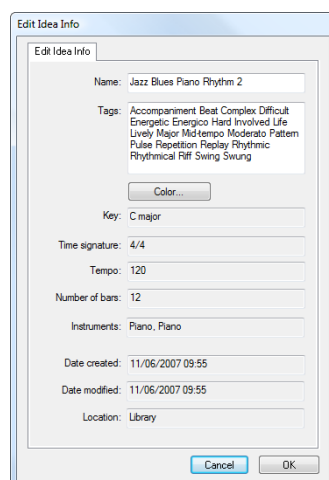 Edit Idea Info
Edit Idea Info
Name: Jazz Blues Piano Rhythm 2
Tags: Accompaniment Beat Complex Difficult
Energetic Energico Hard Involved Life
Lively Major Mid-tempo Moderato Pattern
Pulse Repetition Replay Rhythmic
Rhythmical Riff Swing Swung
Color...
Key: C major
Time signature: 4/4
Tempo: 120
Number of bars: 12
Instruments: Piano, Piano
Date created: 11/06/2007 09:55
Date modified: 11/06/2007 09:55
Location: Library
Cancel OK